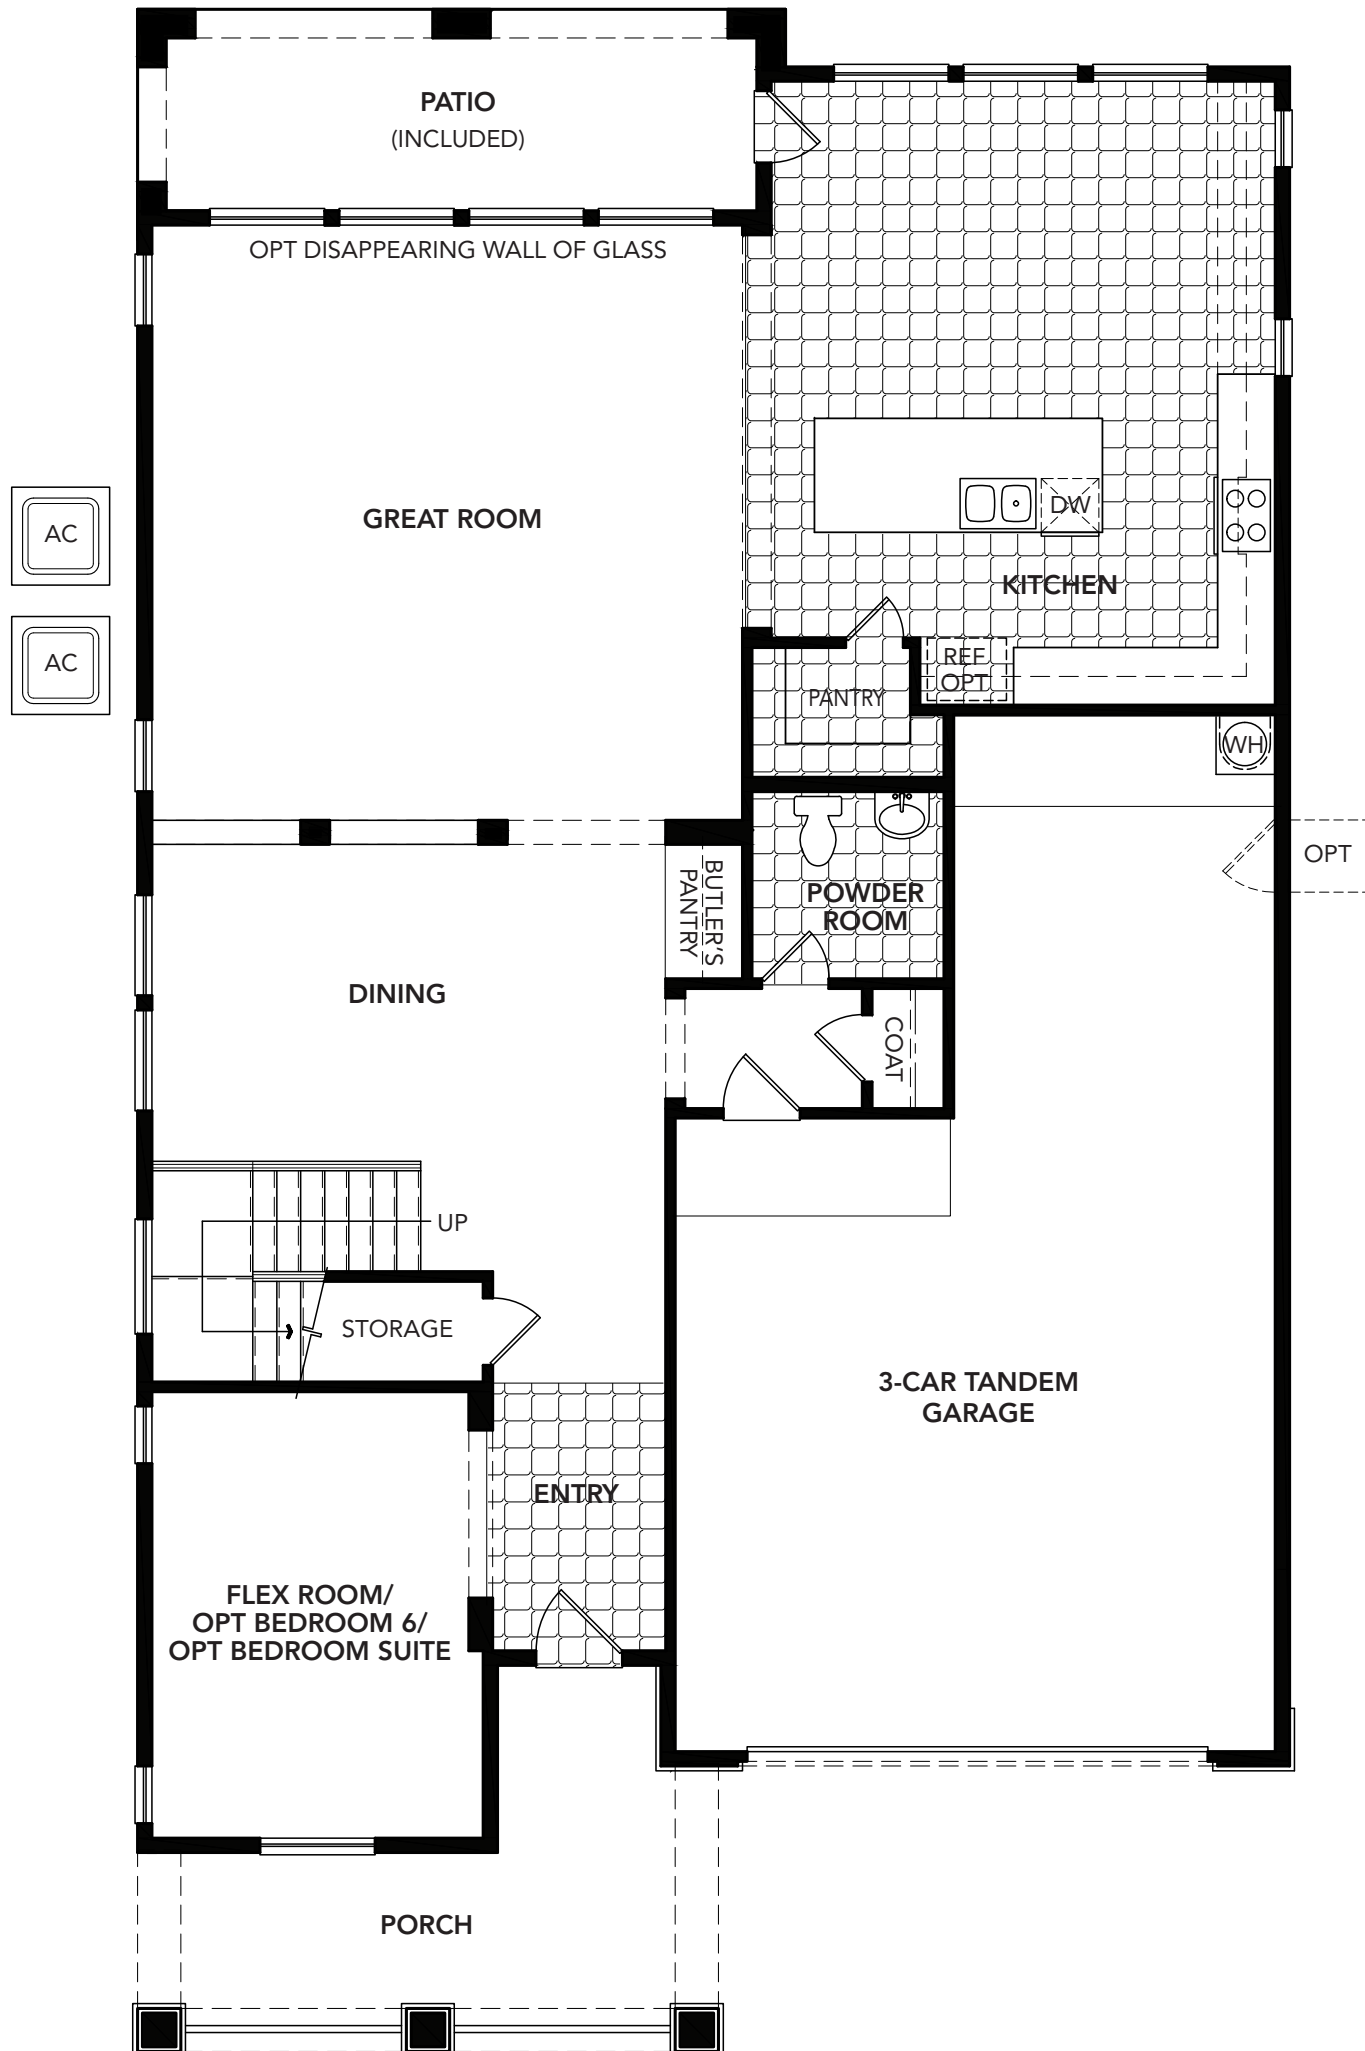 PATIO
(INCLUDED)
OPT DISAPPEARING WALL OF GLASS
GREAT ROOM
AC
AC
DW
KITCHEN
REF
OPT
PANTRY
WH
OPT
POWDER
ROOM
BUTLER'S
PANTRY
DINING
COAT
UP
STORAGE
3-CAR TANDEM
GARAGE
ENTRY
FLEX ROOM/
OPT BEDROOM 6/
OPT BEDROOM SUITE
PORCH